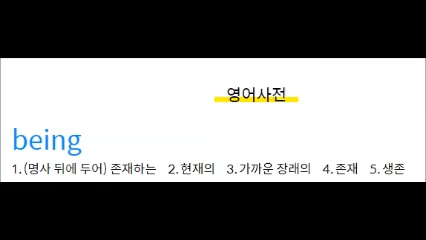 영어사전
being
1.(명사 뒤에 두어) 존재하는 2.현재의 3.가까운 장래의 4.존재 5.생존